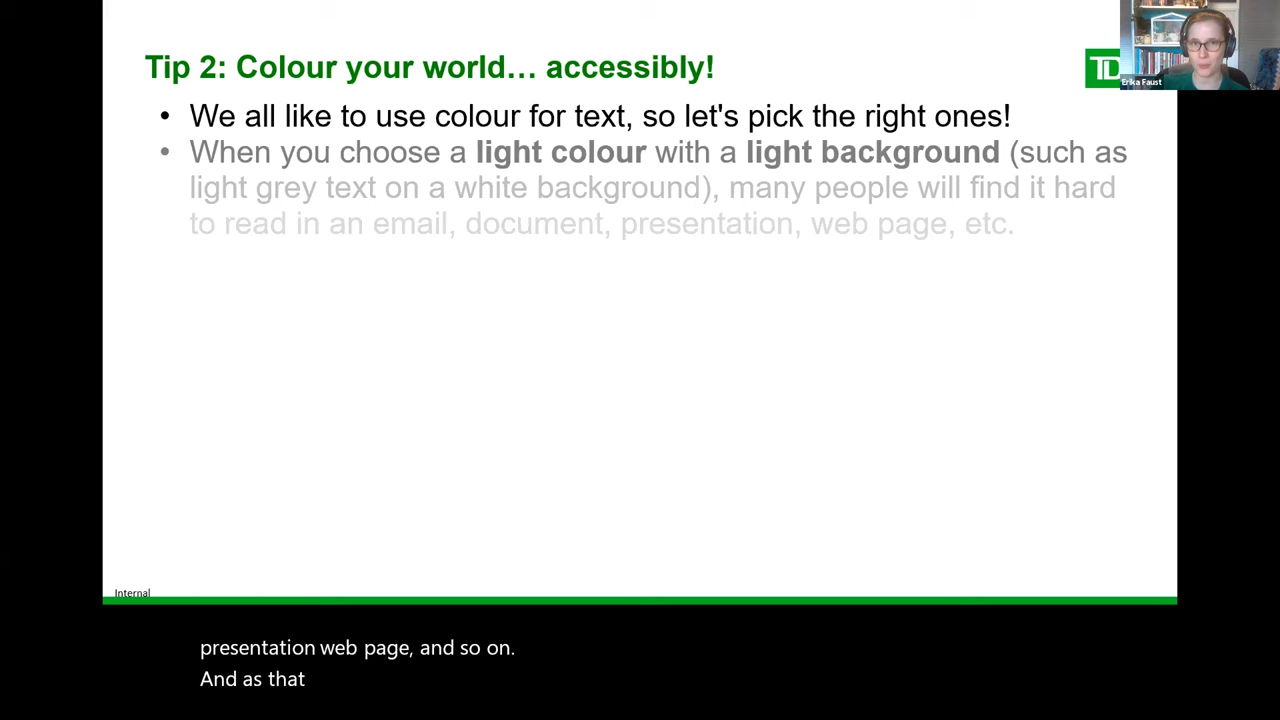 Tip 2: Colour your world… accessibly!
TD
Erika Faust
• We all like to use colour for text, so let's pick the right ones!
• When you choose a light colour with a light background (such as
light grey text on a white background), many people will find it hard
to read in an email, document, presentation, web page, etc.
Internal
presentation web page, and so on.
And as that